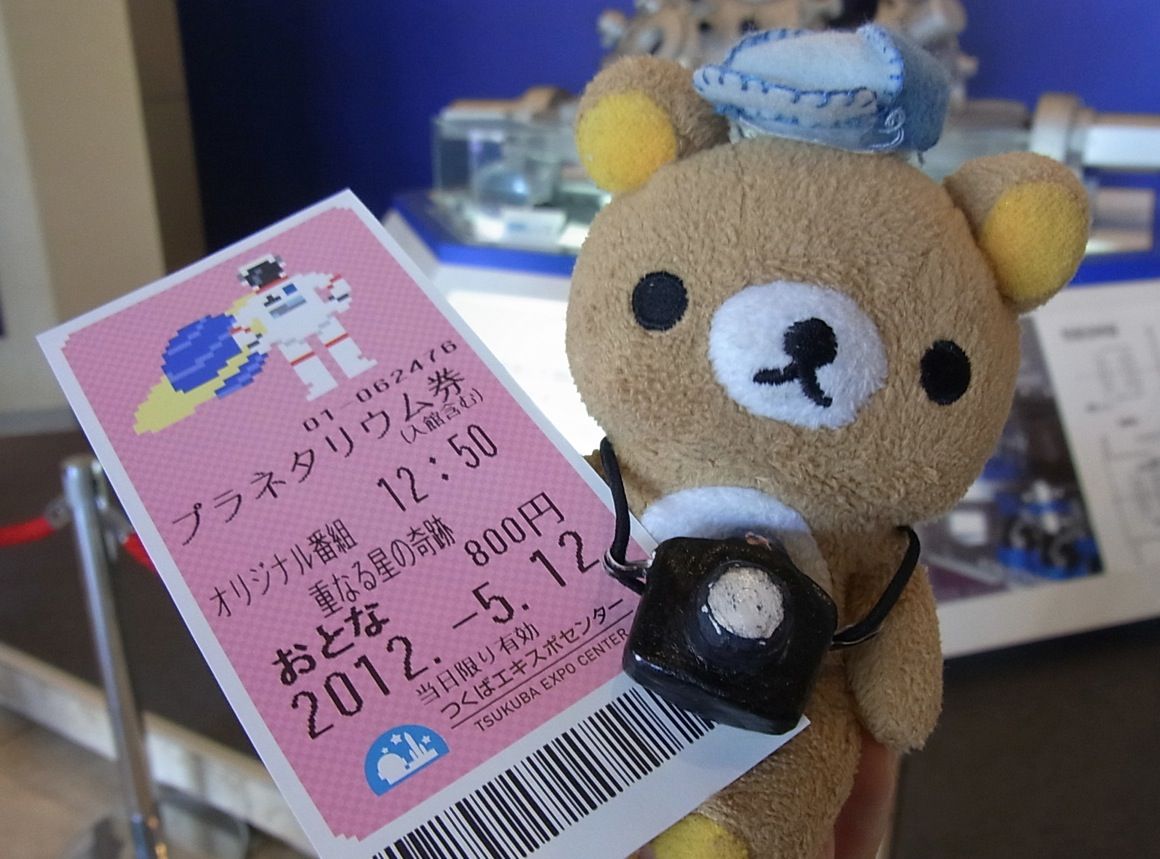 01-062476
プラネタリウム券
(入館含む)
12:50
オリジナル番組
重なる星の奇跡
おとな 800円
2012. -5. 12
当日限り有効
つくばエキスポセンター
TSUKUBA EXPO CENTER